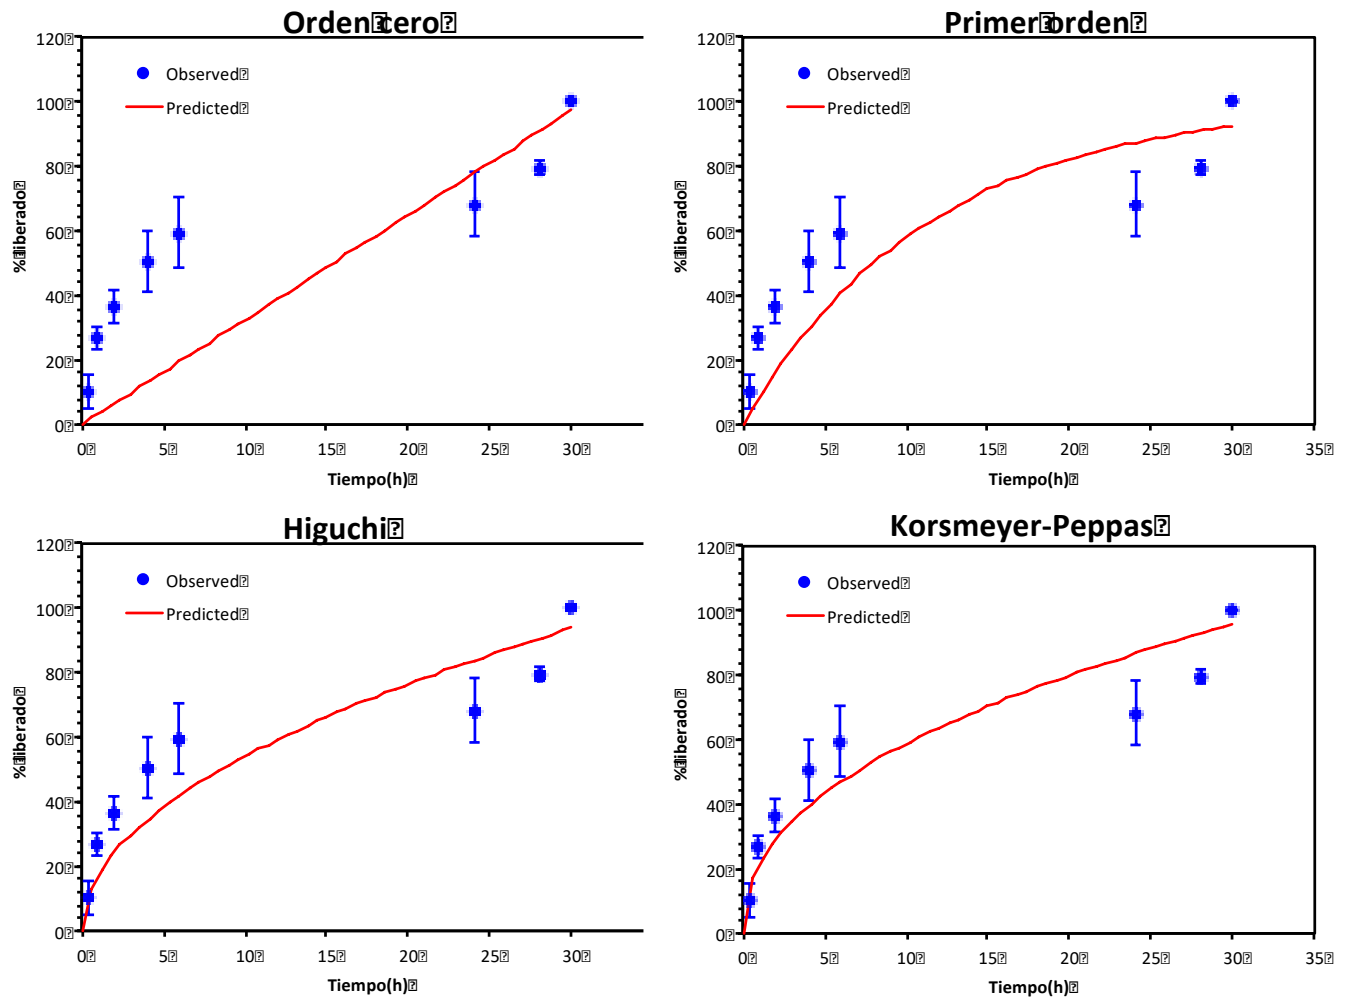 Orden cero
120
100
80
60
40
20
0
Observed
Predicted
% liberado
0 5 10 15 20 25 30
Tiempo(h)
Primer orden
120
100
80
60
40
20
0
Observed
Predicted
% liberado
0 5 10 15 20 25 30 35
Tiempo(h)
Higuchi
120
100
80
60
40
20
0
Observed
Predicted
% liberado
0 5 10 15 20 25 30
Tiempo(h)
Korsmeyer-Peppas
120
100
80
60
40
20
0
Observed
Predicted
% liberado
0 5 10 15 20 25 30 35
Tiempo(h)